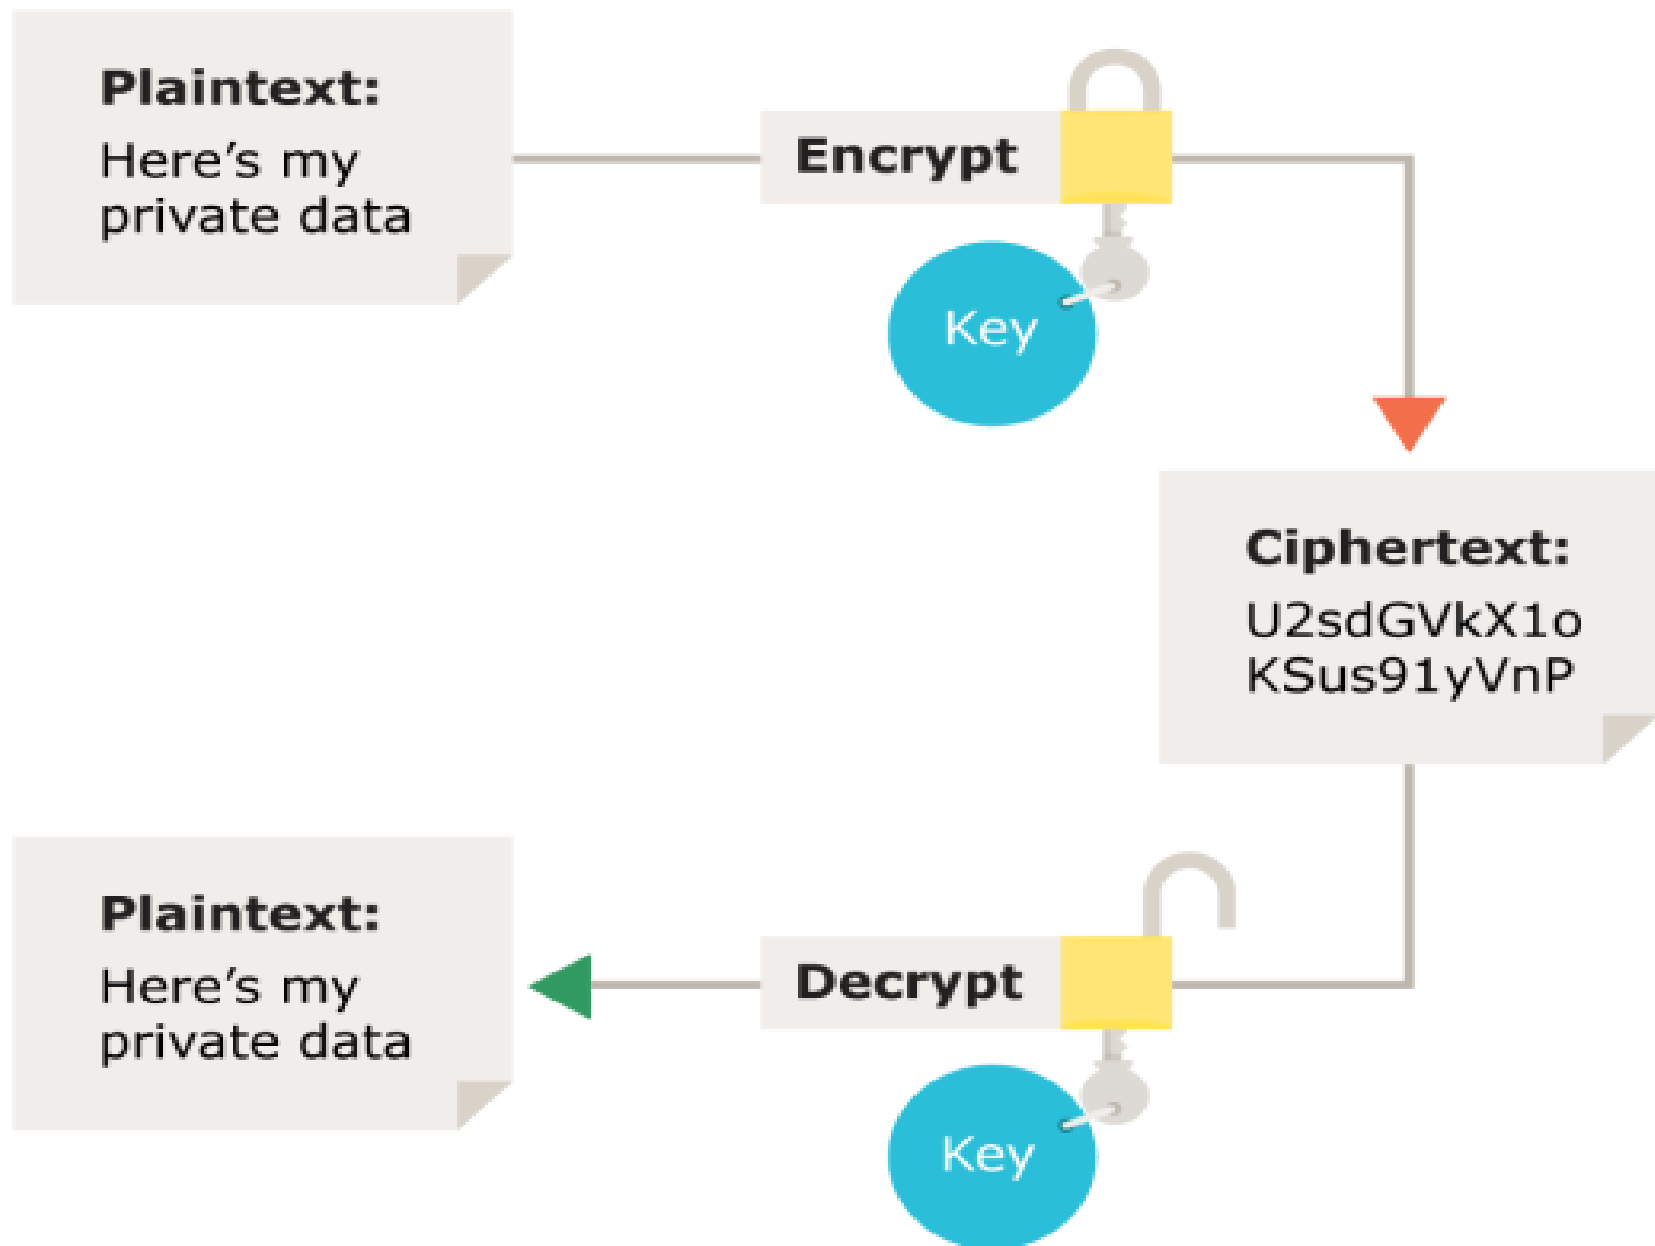 Plaintext:
Here’s my
private data
Encrypt
Key
Ciphertext:
U2sdGVkX1o
KSus91yVnP
Decrypt
Key
Plaintext:
Here’s my
private data